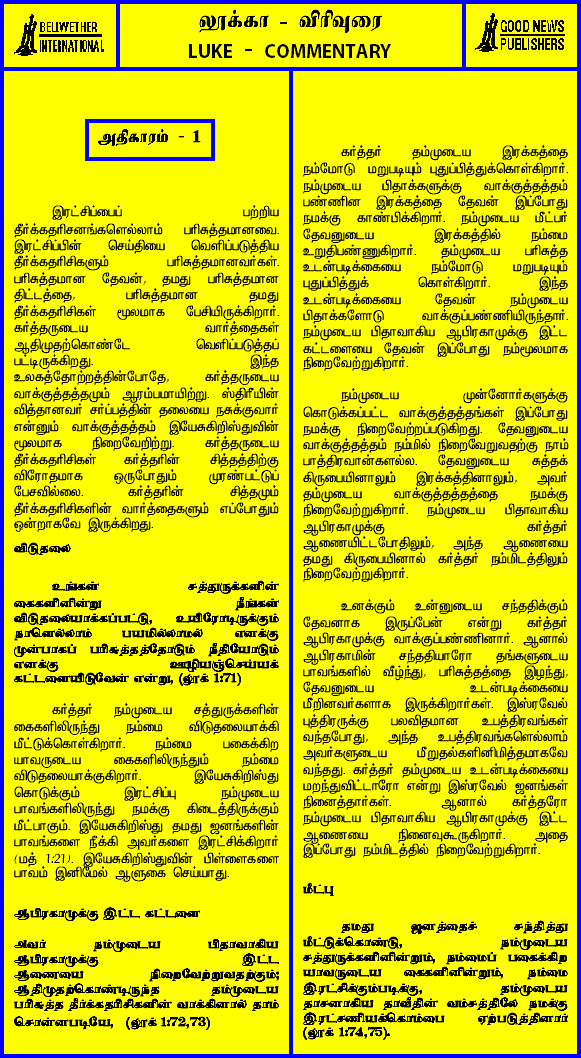 BELLWETHER
INTERNATIONAL
லூக்கா - விரிவுரை
LUKE - COMMENTARY
GOOD NEWS
PUBLISHERS
அதிகாரம் - 1
இரட்சிப்பைப் பற்றிய
தீர்க்கதரிசனங்களெல்லாம் பரிசுத்தமானவை.
இரட்சிப்பின் செய்தியை வெளிப்படுத்திய
தீர்க்கதரிசிகளும் பரிசுத்தமானவர்கள்.
பரிசுத்தமான தேவன், தமது பரிசுத்தமான
திட்டத்தை, பரிசுத்தமான தமது
தீர்க்கதரிசிகள் மூலமாக பேசியிருக்கிறார்.
கர்த்தருடைய வார்த்தைகள்
ஆதிமுதற்கொண்டே வெளிப்படுத்தப்
பட்டிருக்கிறது. இந்த
உலகத்தோற்றத்தின்போதே, கர்த்தருடைய
வாக்குத்தத்தமும் ஆரம்பமாயிற்று. ஸ்திரீயின்
வித்தானவர் சர்ப்பத்தின் தலையை நசுக்குவார்
என்னும் வாக்குத்தத்தம் இயேசுகிறிஸ்துவின்
மூலமாக நிறைவேறிற்று. கர்த்தருடைய
தீர்க்கதரிசிகள் கர்த்தரின் சித்தத்திற்கு
விரோதமாக ஒருபோதும் முரண்பட்டுப்
பேசவில்லை. கர்த்தரின் சித்தமும்
தீர்க்கதரிசிகளின் வார்த்தைகளும் எப்போதும்
ஒன்றாகவே இருக்கிறது.
விடுதலை
உங்கள் சத்துருக்களின்
கைகளினின்று நீங்கள்
விடுதலையாக்கப்பட்டு, உயிரோடிருக்கும்
நாளெல்லாம் பயமில்லாமல் எனக்கு
முன்பாகப் பரிசுத்தத்தோடும் நீதியோடும்
எனக்கு ஊழியஞ்செய்யக்
கட்டளையிடுவேன் என்று, (லூக் 1:71)
கர்த்தர் நம்முடைய சத்துருக்களின்
கைகளிலிருந்து நம்மை விடுதலையாக்கி
மீட்டுக்கொள்கிறார். நம்மை பகைக்கிற
யாவருடைய கைகளிலிருந்தும் நம்மை
விடுதலையாக்குகிறார். இயேசுகிறிஸ்து
கொடுக்கும் இரட்சிப்பு நம்முடைய
பாவங்களிலிருந்து நமக்கு கிடைத்திருக்கும்
மீட்பாகும். இயேசுகிறிஸ்து தமது ஜனங்களின்
பாவங்களை நீக்கி அவர்களை இரட்சிக்கிறார்
(மத் 1:21). இயேசுகிறிஸ்துவின் பிள்ளைகளை
பாவம் இனிமேல் ஆளுகை செய்யாது.
ஆபிரகாமுக்கு இட்ட கட்டளை
அவர் நம்முடைய பிதாவாகிய
ஆபிரகாமுக்கு இட்ட
ஆணையை நிறைவேற்றுவதற்கும்;
ஆதிமுதற்கொண்டிருந்த தம்முடைய
பரிசுத்த தீர்க்கதரிசிகளின் வாக்கினால் தாம்
சொன்னபடியே, (லூக் 1:72,73)
கர்த்தர் தம்முடைய இரக்கத்தை
நம்மோடு மறுபடியும் புதுப்பித்துக்கொள்கிறார்.
நம்முடைய பிதாக்களுக்கு வாக்குத்தத்தம்
பண்ணின இரக்கத்தை தேவன் இப்போது
நமக்கு காண்பிக்கிறார். நம்முடைய மீட்பர்
தேவனுடைய இரக்கத்தில் நம்மை
உறுதிபண்ணுகிறார். தம்முடைய பரிசுத்த
உடன்படிக்கையை நம்மோடு மறுபடியும்
புதுப்பித்துக் கொள்கிறார். இந்த
உடன்படிக்கையை தேவன் நம்முடைய
பிதாக்களோடு வாக்குப்பண்ணியிருந்தார்.
நம்முடைய பிதாவாகிய ஆபிரகாமுக்கு இட்ட
கட்டளையை தேவன் இப்போது நம்மூலமாக
நிறைவேற்றுகிறார்.
நம்முடைய முன்னோர்களுக்கு
கொடுக்கப்பட்ட வாக்குத்தத்தங்கள் இப்போது
நமக்கு நிறைவேற்றப்படுகிறது. தேவனுடைய
வாக்குத்தத்தம் நம்மில் நிறைவேறுவதற்கு நாம்
பாத்திரவான்களல்ல. தேவனுடைய சுத்தக்
கிருபையினாலும் இரக்கத்தினாலும், அவர்
தம்முடைய வாக்குத்தத்தத்தை நமக்கு
நிறைவேற்றுகிறார். நம்முடைய பிதாவாகிய
ஆபிரகாமுக்கு கர்த்தர்
ஆணையிட்டபோதிலும், அந்த ஆணையை
தமது கிருபையினால் கர்த்தர் நம்மிடத்திலும்
நிறைவேற்றுகிறார்.
உனக்கும் உன்னுடைய சந்ததிக்கும்
தேவனாக இருப்பேன் என்று கர்த்தர்
ஆபிரகாமுக்கு வாக்குப்பண்ணினார். ஆனால்
ஆபிரகாமின் சந்ததியாரோ தங்களுடைய
பாவங்களில் வீழ்ந்து, பரிசுத்தத்தை இழந்து,
தேவனுடைய உடன்படிக்கையை
மீறினவர்களாக இருக்கிறார்கள். இஸ்ரவேல்
புத்திரருக்கு பலவிதமான உபத்திரவங்கள்
வந்தபோது, அந்த உபத்திரவங்களெல்லாம்
அவர்களுடைய மீறுதல்களினிமித்தமாகவே
வந்தது. கர்த்தர் தம்முடைய உடன்படிக்கையை
மறந்துவிட்டாரோ என்று இஸ்ரவேல் ஜனங்கள்
நினைத்தார்கள். ஆனால் கர்த்தரோ
நம்முடைய பிதாவாகிய ஆபிரகாமுக்கு இட்ட
ஆணையை நினைவுகூருகிறார். அதை
இப்போது நம்மிடத்தில் நிறைவேற்றுகிறார்.
மீட்பு
தமது ஜனத்தைச் சந்தித்து
மீட்டுக்கொண்டு, நம்முடைய
சத்துருக்களினின்றும், நம்மைப் பகைக்கிற
யாவருடைய கைகளினின்றும், நம்மை
இரட்சிக்கும்படிக்கு, தம்முடைய
தாசனாகிய தாவீதின் வம்சத்திலே நமக்கு
இரட்சணியக்கொம்பை ஏற்படுத்தினார்
(லூக் 1:74,75).